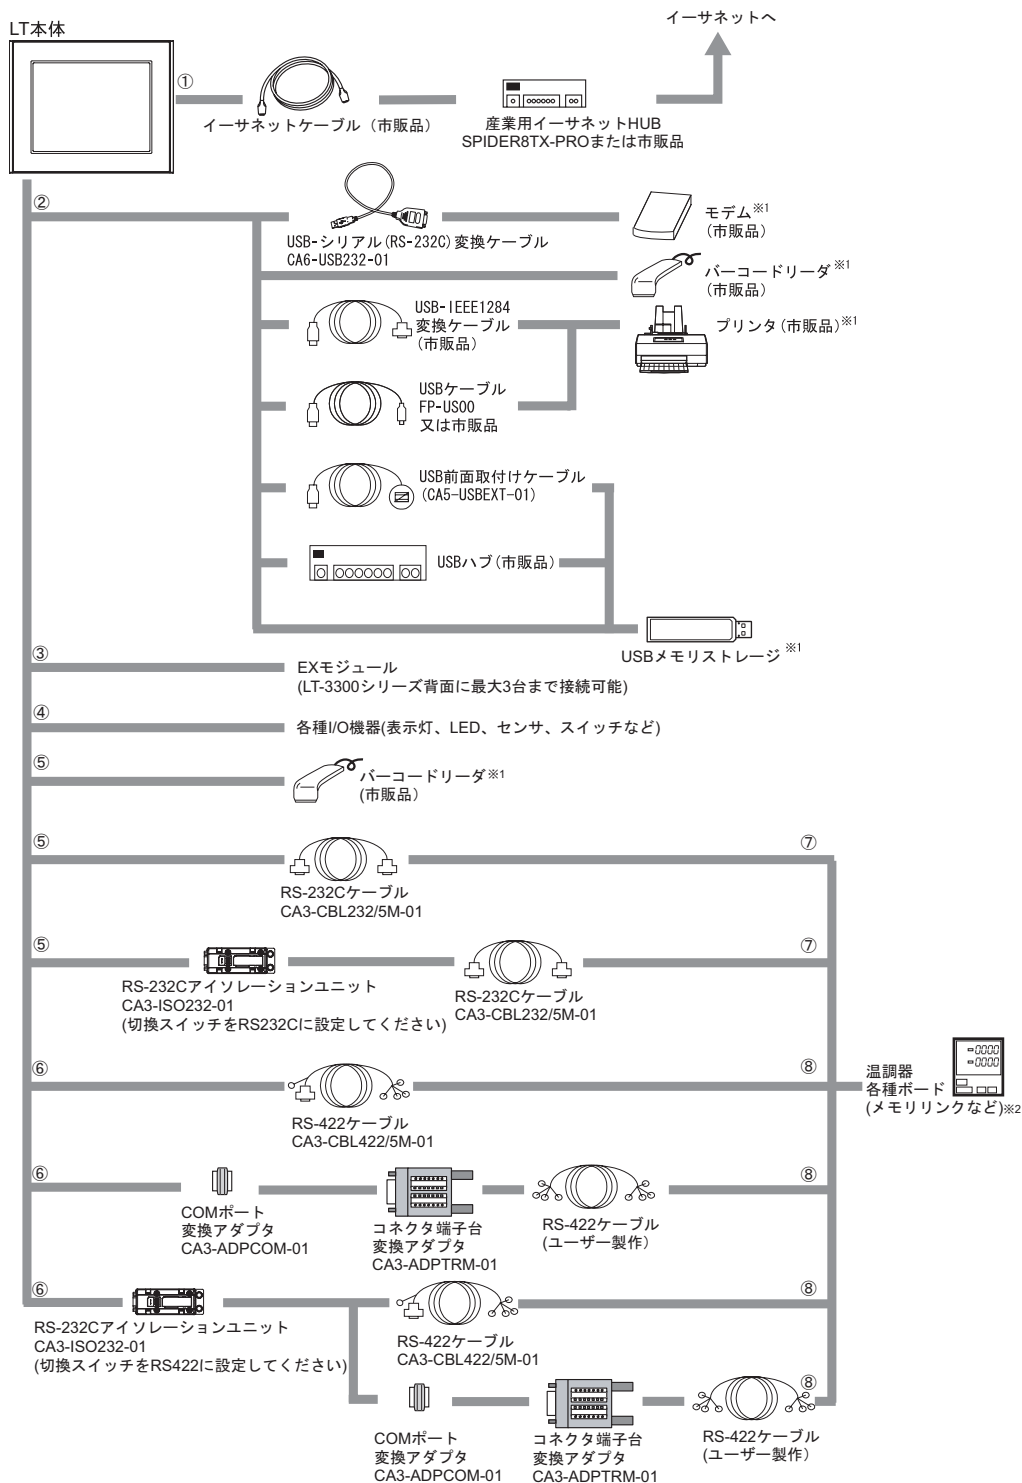 イーサネットへ
LT本体
①
イーサネットケーブル（市販品）
産業用イーサネットHUB
SPIDER8TX-PROまたは市販品
②
USB-シリアル(RS-232C)変換ケーブル
CA6-USB232-01
モデム※1
(市販品)
バーコードリーダ※1
(市販品)
USB-IEEE1284
変換ケーブル
(市販品)
プリンタ(市販品)※1
USBケーブル
FP-US00
又は市販品
USB前面取付けケーブル
(CA5-USBEXT-01)
USBハブ(市販品)
USBメモリストレージ※1
③
EXモジュール
(LT-3300シリーズ背面に最大3台まで接続可能)
④
各種I/O機器(表示灯、LED、センサ、スイッチなど)
⑤
バーコードリーダ※1
(市販品)
⑤
⑦
RS-232Cケーブル
CA3-CBL232/5M-01
⑤
⑦
RS-232Cアイソレーションユニット
CA3-ISO232-01
(切換スイッチをRS232Cに設定してください)
RS-232Cケーブル
CA3-CBL232/5M-01
⑥
⑧
RS-422ケーブル
CA3-CBL422/5M-01
温調器
各種ボード
(メモリリンクなど)※2
⑥
⑧
COMポート
変換アダプタ
CA3-ADPCOM-01
コネクタ端子台
変換アダプタ
CA3-ADPTRM-01
RS-422ケーブル
(ユーザー製作)
⑥
⑧
RS-232Cアイソレーションユニット
CA3-ISO232-01
(切換スイッチをRS422に設定してください)
RS-422ケーブル
CA3-CBL422/5M-01
⑧
COMポート
変換アダプタ
CA3-ADPCOM-01
コネクタ端子台
変換アダプタ
CA3-ADPTRM-01
RS-422ケーブル
(ユーザー製作)